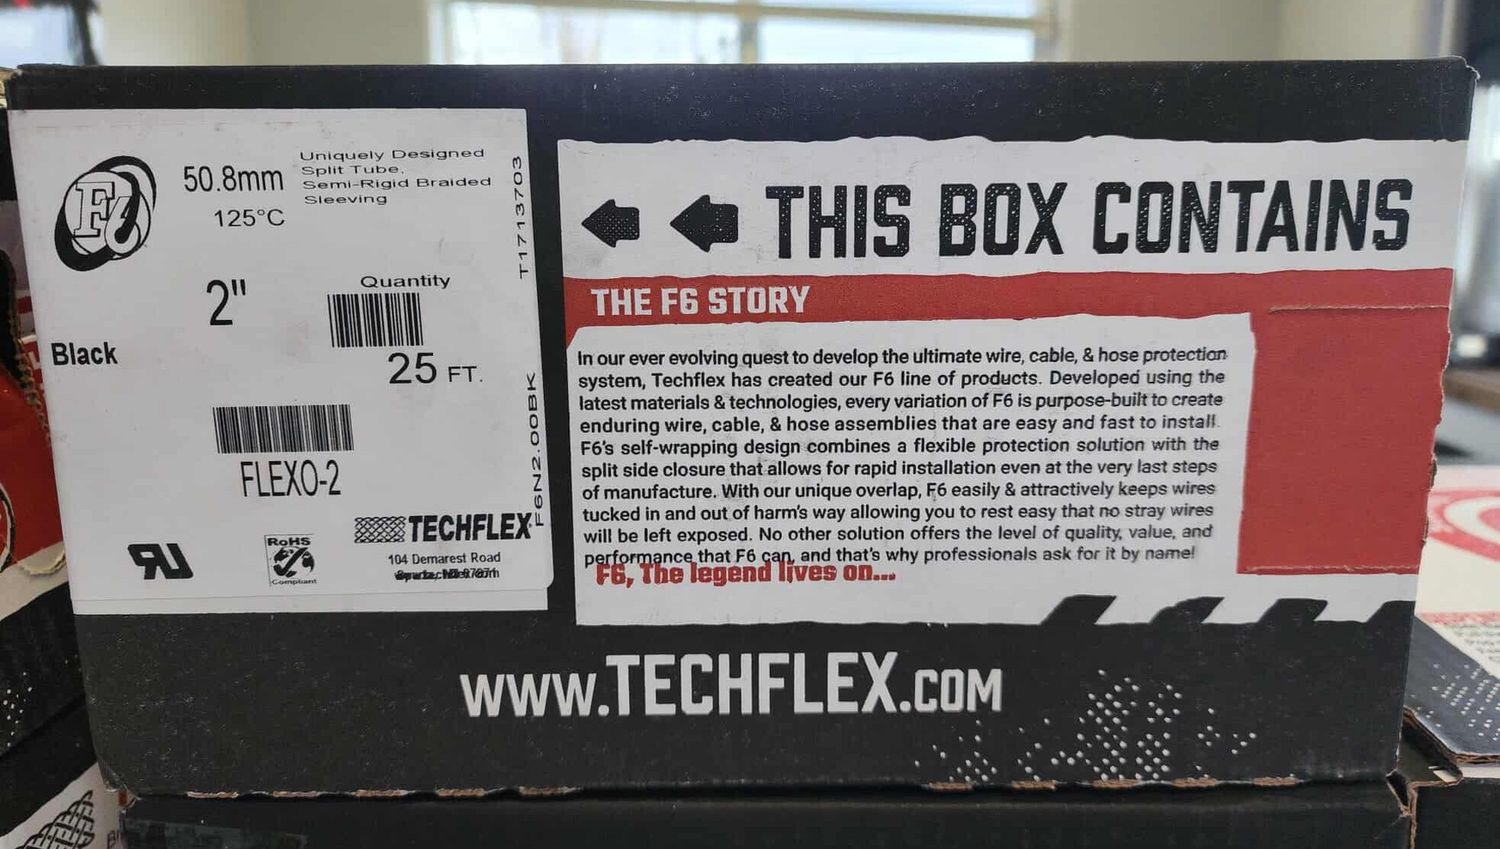 F6
50.8mm
125°C
Uniquely Designed
Split Tube,
Semi-Rigid Braided
Sleeving
T1713703
2"
Quantity
25 FT.
Black
FLEXO-2
F6N2.00BK
RoHS
Compliant
TECHFLEX
104 Demarest Road
THIS BOX CONTAINS
THE F6 STORY
In our ever evolving quest to develop the ultimate wire, cable, & hose protection
system, Techflex has created our F6 line of products. Developed using the
latest materials & technologies, every variation of F6 is purpose-built to create
enduring wire, cable, & hose assemblies that are easy and fast to install.
F6's self-wrapping design combines a flexible protection solution with the
split side closure that allows for rapid installation even at the very last steps
of manufacture. With our unique overlap, F6 easily & attractively keeps wires
tucked in and out of harm's way allowing you to rest easy that no stray wires
will be left exposed. No other solution offers the level of quality, value, and
performance that F6 can, and that's why professionals ask for it by name!
F6, The legend lives on...
WWW.TECHFLEX.COM